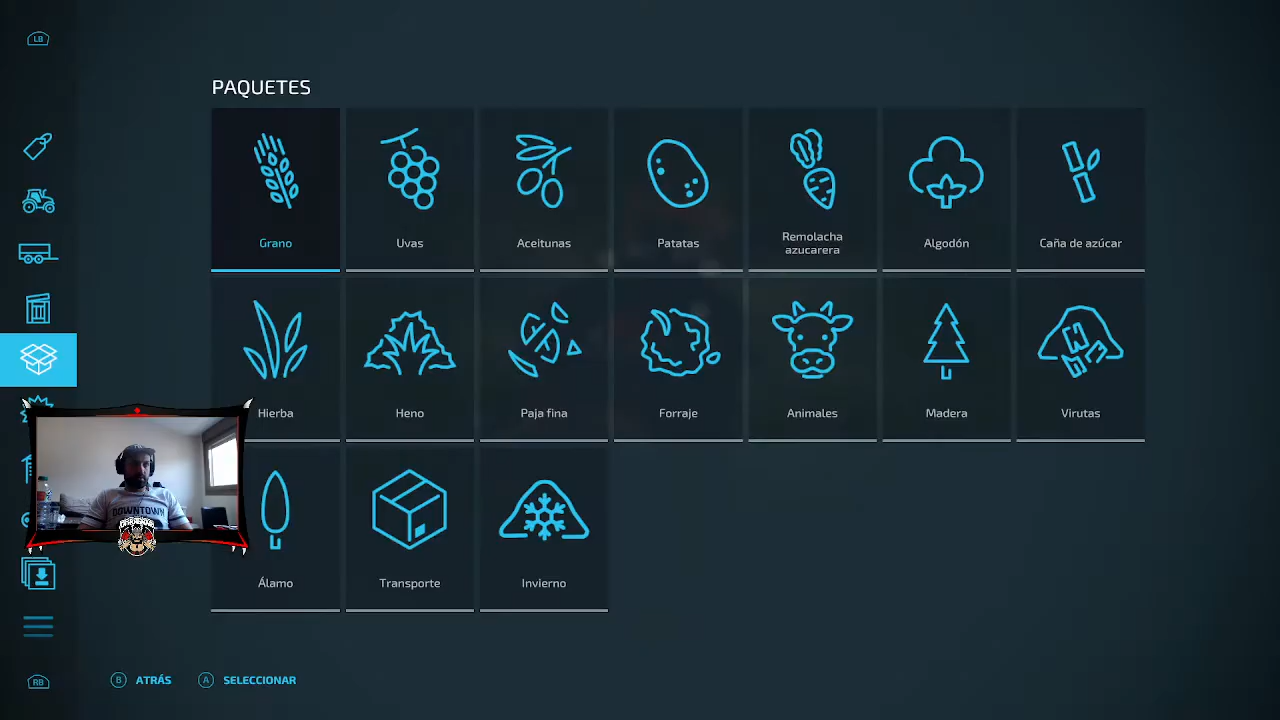 LB
PAQUETES
Grano
Uvas
Aceitunas
Patatas
Remolacha
azucarera
Algodón
Caña de azúcar
Hierba
Heno
Paja fina
Forraje
Animales
Madera
Virutas
DOWNTOWN
Álamo
Transporte
Invierno
RB
B ATRÁS
A SELECCIONAR